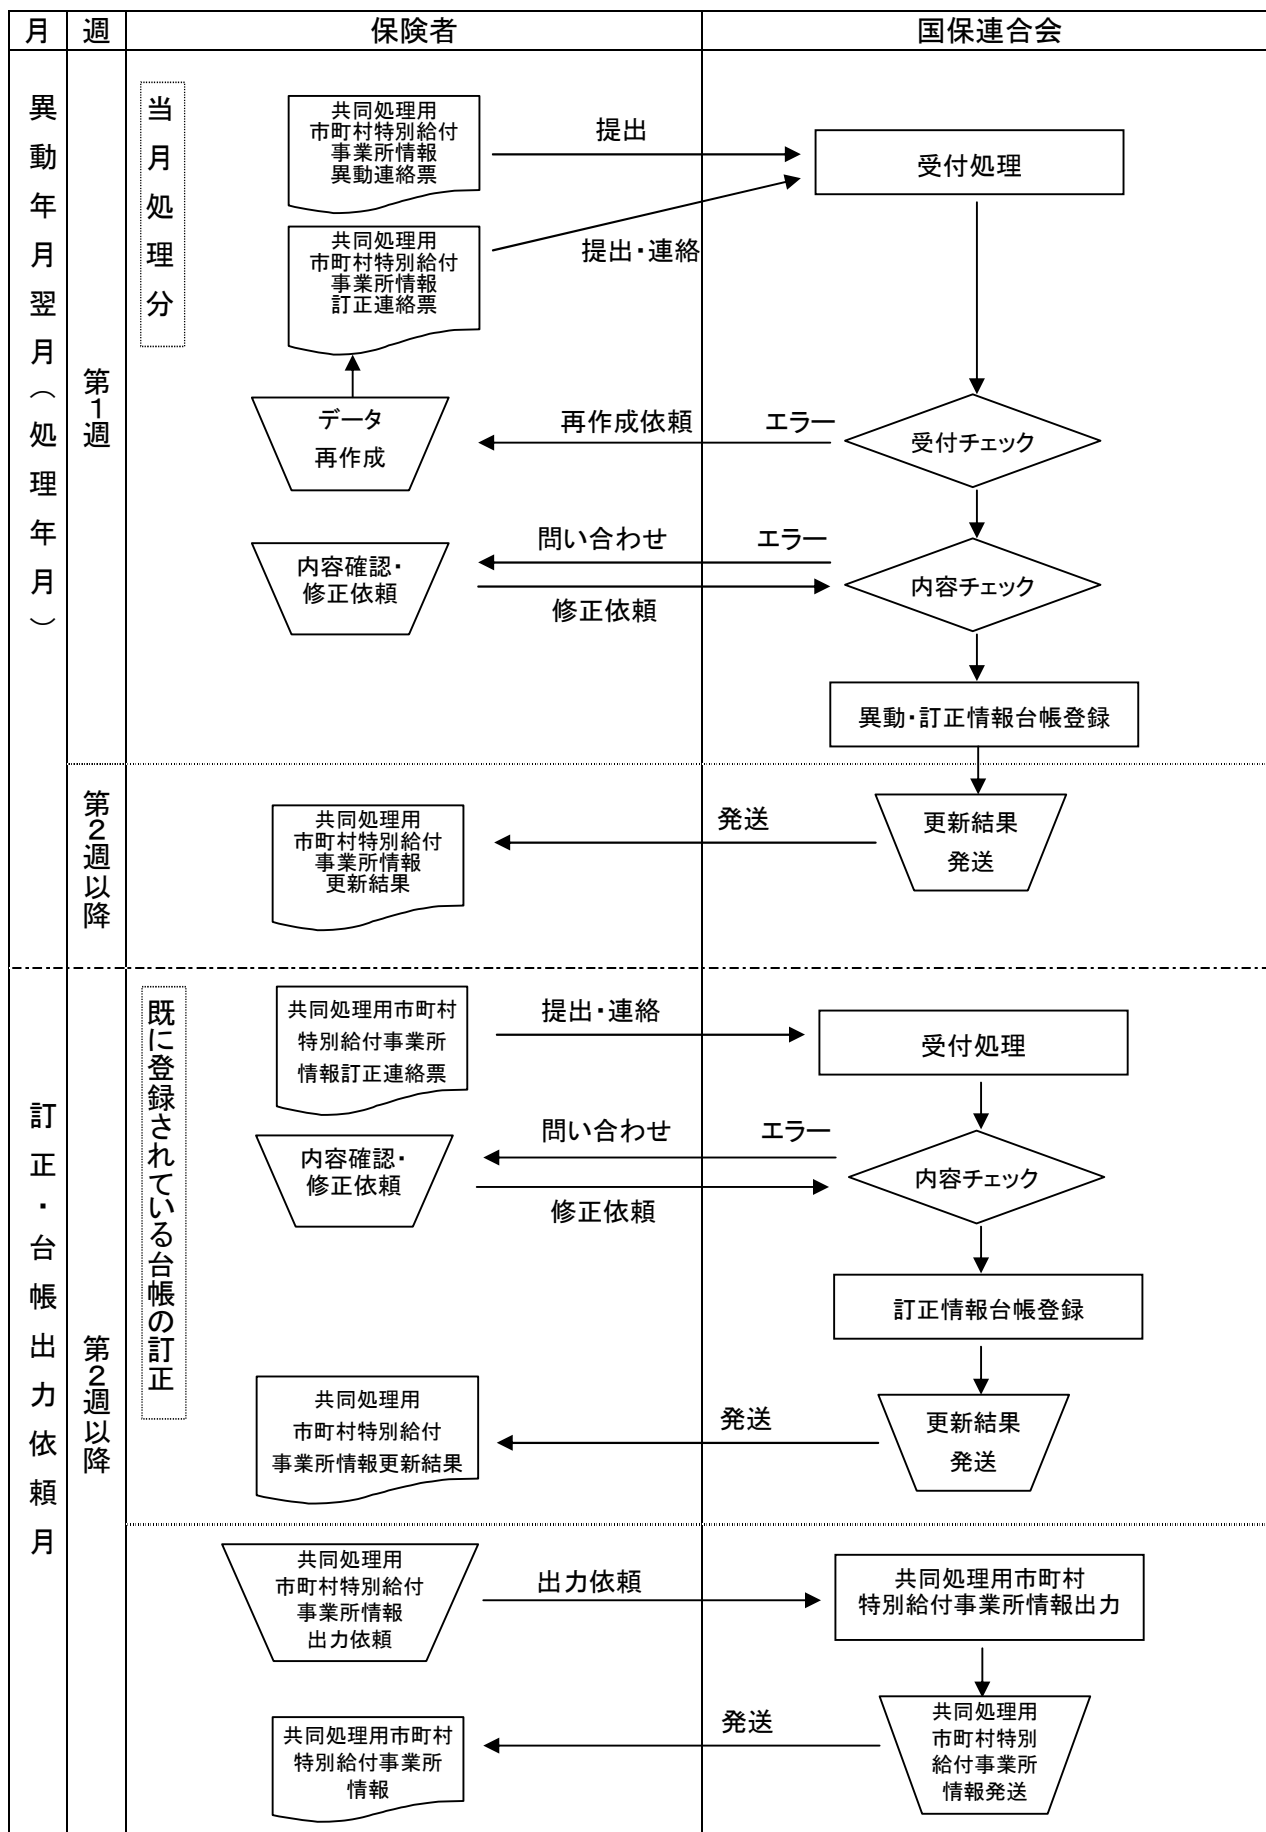 月
週
保険者
国保連合会
異動年月翌月（処理年月）
第1週
当月処理分
共同処理用
市町村特別給付
事業所情報
異動連絡票
提出
受付処理
共同処理用
市町村特別給付
事業所情報
訂正連絡票
提出・連絡
データ
再作成
再作成依頼
エラー
受付チェック
内容確認・
修正依頼
問い合わせ
エラー
修正依頼
内容チェック
異動・訂正情報台帳登録
第2週以降
共同処理用
市町村特別給付
事業所情報
更新結果
発送
更新結果
発送
訂正・台帳出力依頼月
第2週以降
既に登録されている台帳の訂正
共同処理用市町村
特別給付事業所
情報訂正連絡票
提出・連絡
受付処理
内容確認・
修正依頼
問い合わせ
エラー
修正依頼
内容チェック
訂正情報台帳登録
共同処理用
市町村特別給付
事業所情報更新結果
発送
更新結果
発送
共同処理用
市町村特別給付
事業所情報
出力依頼
出力依頼
共同処理用市町村
特別給付事業所情報出力
共同処理用市町村
特別給付事業所
情報
発送
共同処理用
市町村特別
給付事業所
情報発送